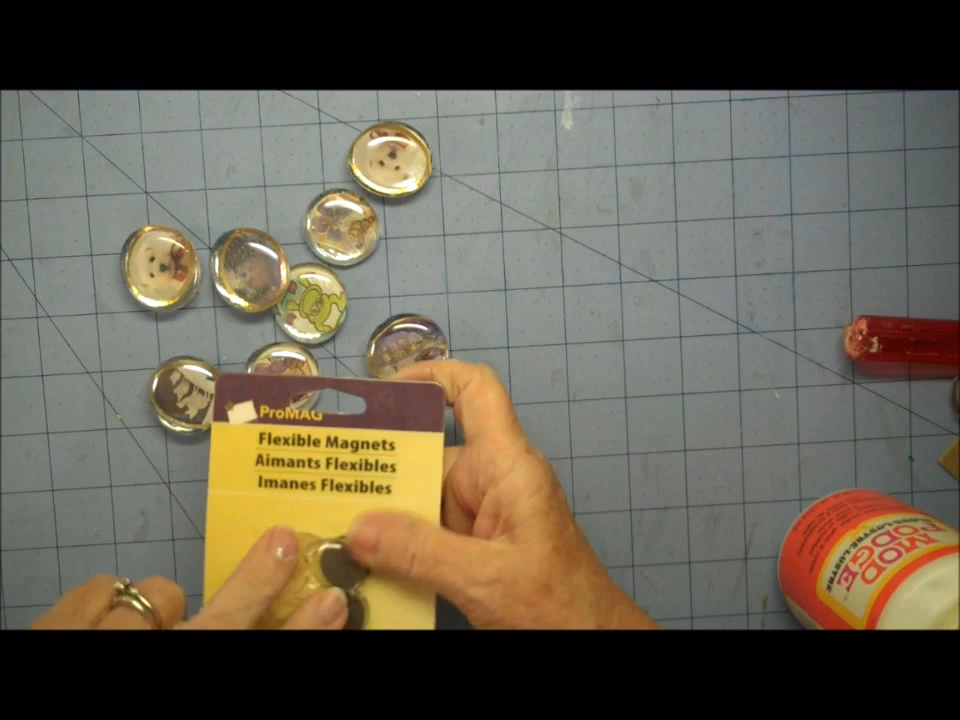 ProMAG
Flexible Magnets
Aimants Flexibles
Imanes Flexibles
MOD
PODGE